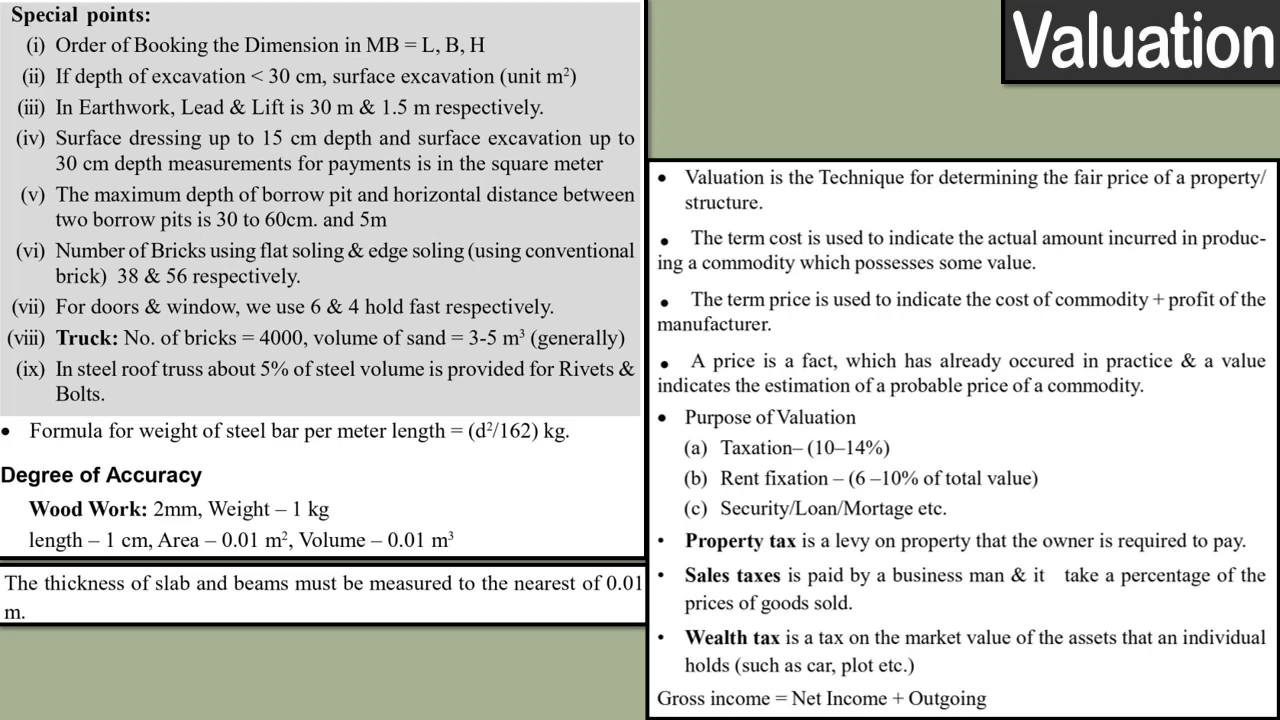 Special points:
(i) Order of Booking the Dimension in MB = L, B, H
(ii) If depth of excavation < 30 cm, surface excavation (unit m²)
(iii) In Earthwork, Lead & Lift is 30 m & 1.5 m respectively.
(iv) Surface dressing up to 15 cm depth and surface excavation up to
30 cm depth measurements for payments is in the square meter
(v) The maximum depth of borrow pit and horizontal distance between
two borrow pits is 30 to 60cm. and 5m
(vi) Number of Bricks using flat soling & edge soling (using conventional
brick) 38 & 56 respectively.
(vii) For doors & window, we use 6 & 4 hold fast respectively.
(viii) Truck: No. of bricks = 4000, volume of sand = 3-5 m³ (generally)
(ix) In steel roof truss about 5% of steel volume is provided for Rivets &
Bolts.
• Formula for weight of steel bar per meter length = (d²/162) kg.
Degree of Accuracy
Wood Work: 2mm, Weight – 1 kg
length – 1 cm, Area – 0.01 m², Volume – 0.01 m³
The thickness of slab and beams must be measured to the nearest of 0.01
m.
Valuation
• Valuation is the Technique for determining the fair price of a property/
structure.
• The term cost is used to indicate the actual amount incurred in produc-
ing a commodity which possesses some value.
• The term price is used to indicate the cost of commodity + profit of the
manufacturer.
• A price is a fact, which has already occured in practice & a value
indicates the estimation of a probable price of a commodity.
• Purpose of Valuation
(a) Taxation– (10–14%)
(b) Rent fixation – (6 –10% of total value)
(c) Security/Loan/Mortage etc.
• Property tax is a levy on property that the owner is required to pay.
• Sales taxes is paid by a business man & it take a percentage of the
prices of goods sold.
• Wealth tax is a tax on the market value of the assets that an individual
holds (such as car, plot etc.)
Gross income = Net Income + Outgoing